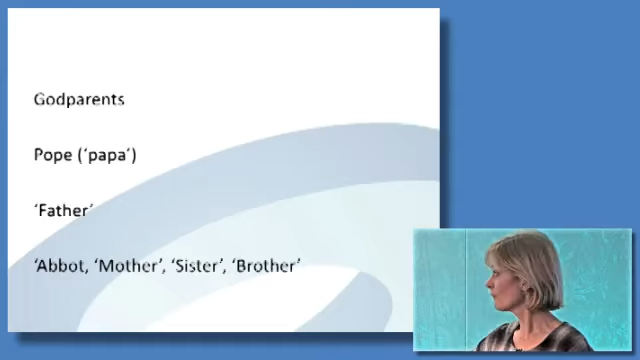 Godparents
Pope (‘papa’)
‘Father’
‘Abbot, ‘Mother’, ‘Sister’, ‘Brother’